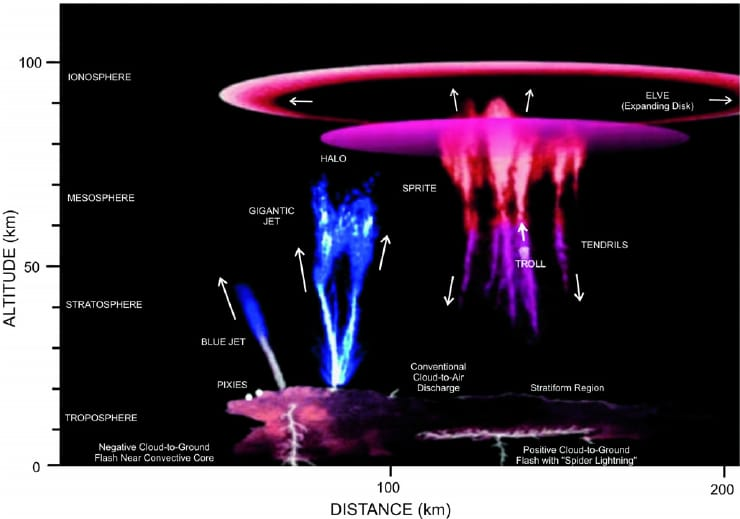 100
IONOSPHERE
ELVE
(Expanding Disk)
HALO
SPRITE
MESOSPHERE
GIGANTIC
JET
TENDRILS
TROLL
50
ALTITUDE (km)
STRATOSPHERE
BLUE JET
PIXIES
Conventional
Cloud-to-Air
Discharge
Stratiform Region
TROPOSPHERE
Negative Cloud-to-Ground
Flash Near Convective Core
Positive Cloud-to-Ground
Flash with "Spider Lightning"
0
100
200
DISTANCE (km)